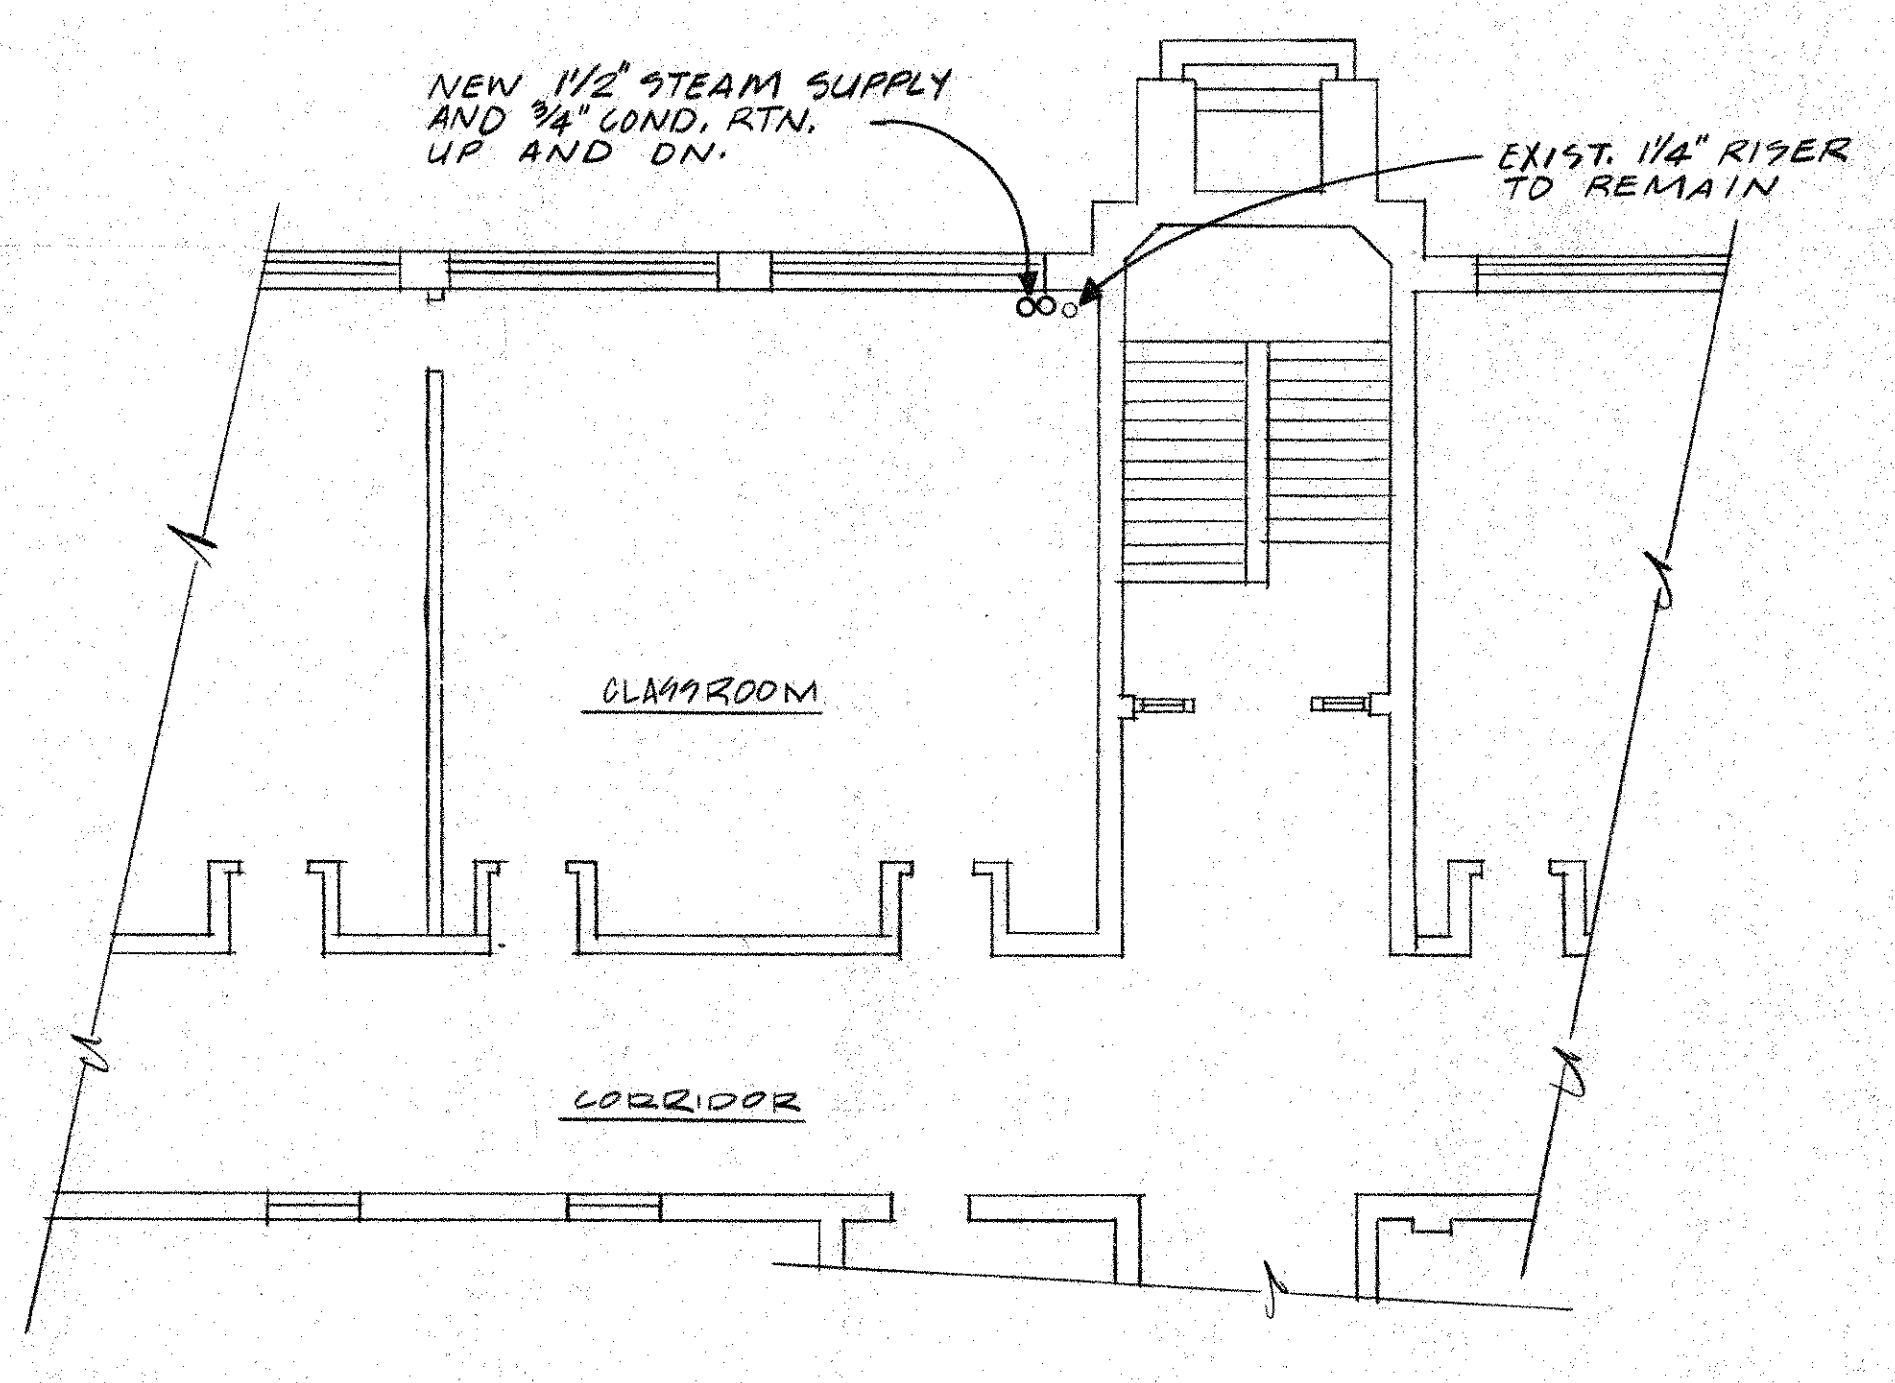 NEW 1 1/2" STEAM SUPPLY
AND 3/4" COND. RTN.
UP AND DN.
EXIST. 1 1/4" RISER
TO REMAIN
CLASSROOM
CORRIDOR